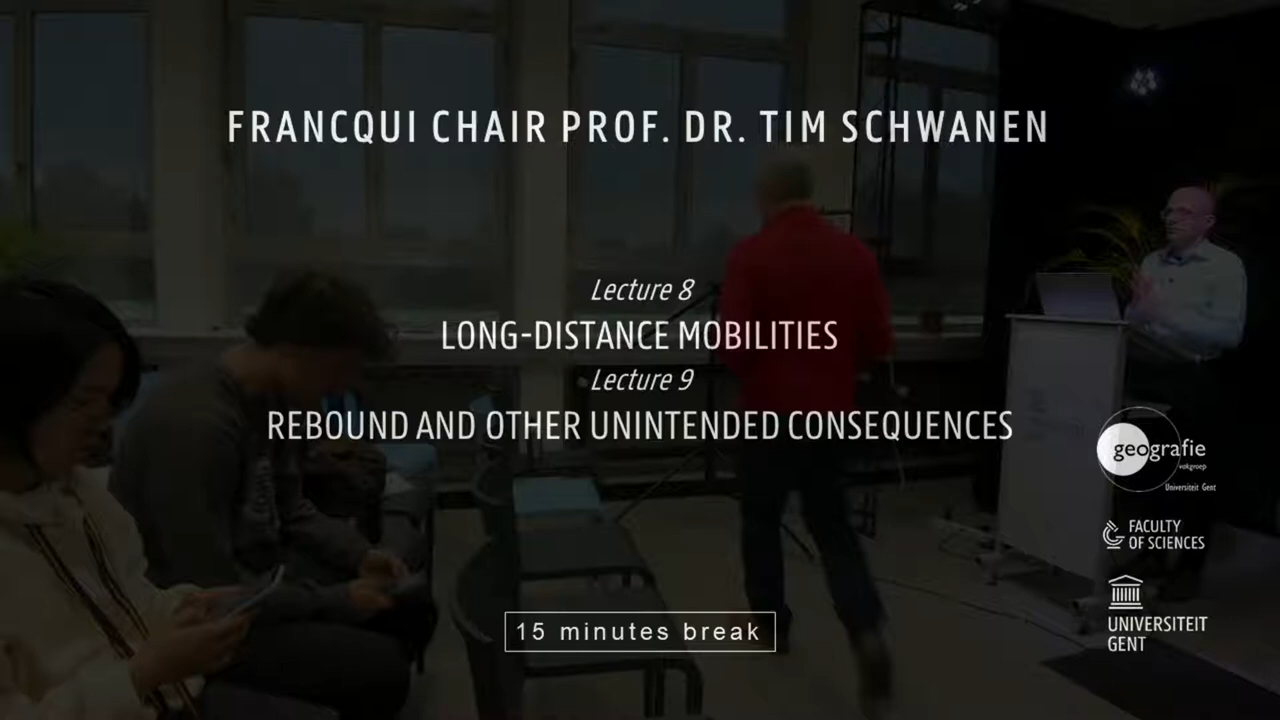 FRANCQUI CHAIR PROF. DR. TIM SCHWANEN
Lecture 8
LONG-DISTANCE MOBILITIES
Lecture 9
REBOUND AND OTHER UNINTENDED CONSEQUENCES
geografie
vakgroep
Universiteit Gent
FACULTY
OF SCIENCES
UNIVERSITEIT
GENT
15 minutes break